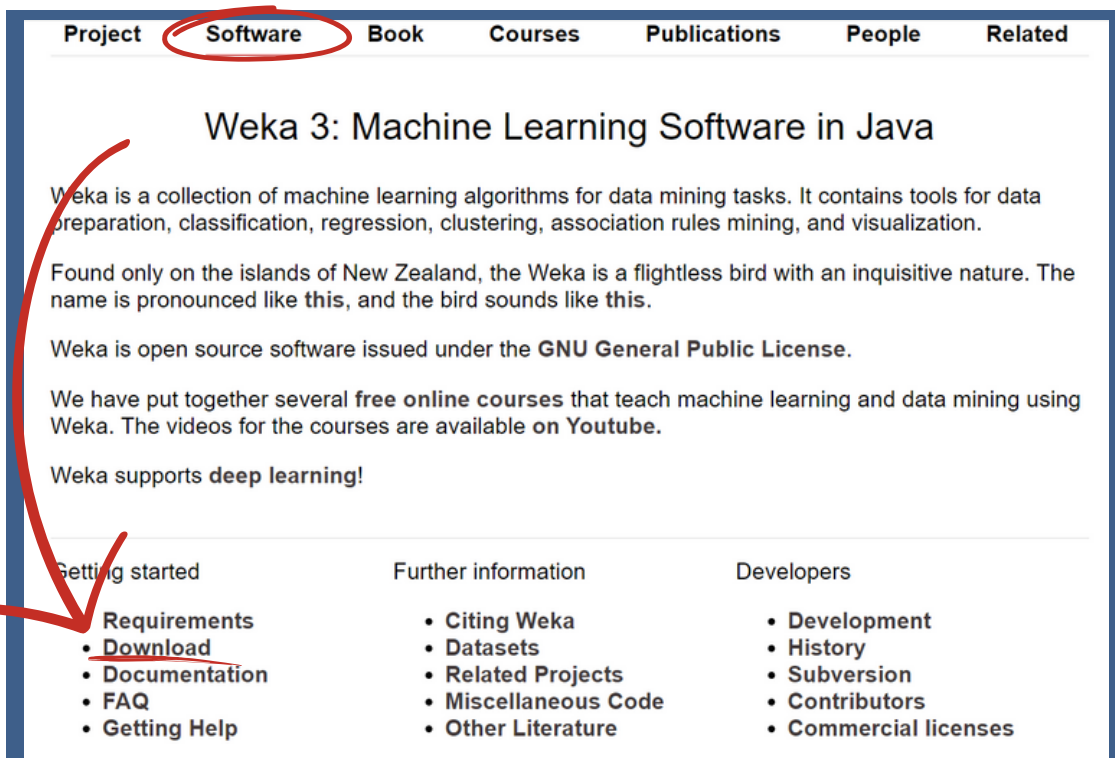 Project Software Book Courses Publications People Related
Weka 3: Machine Learning Software in Java
Weka is a collection of machine learning algorithms for data mining tasks. It contains tools for data
preparation, classification, regression, clustering, association rules mining, and visualization.
Found only on the islands of New Zealand, the Weka is a flightless bird with an inquisitive nature. The
name is pronounced like this, and the bird sounds like this.
Weka is open source software issued under the GNU General Public License.
We have put together several free online courses that teach machine learning and data mining using
Weka. The videos for the courses are available on Youtube.
Weka supports deep learning!
Getting started
Requirements
Download
Documentation
FAQ
Getting Help
Further information
Citing Weka
Datasets
Related Projects
Miscellaneous Code
Other Literature
Developers
Development
History
Subversion
Contributors
Commercial licenses